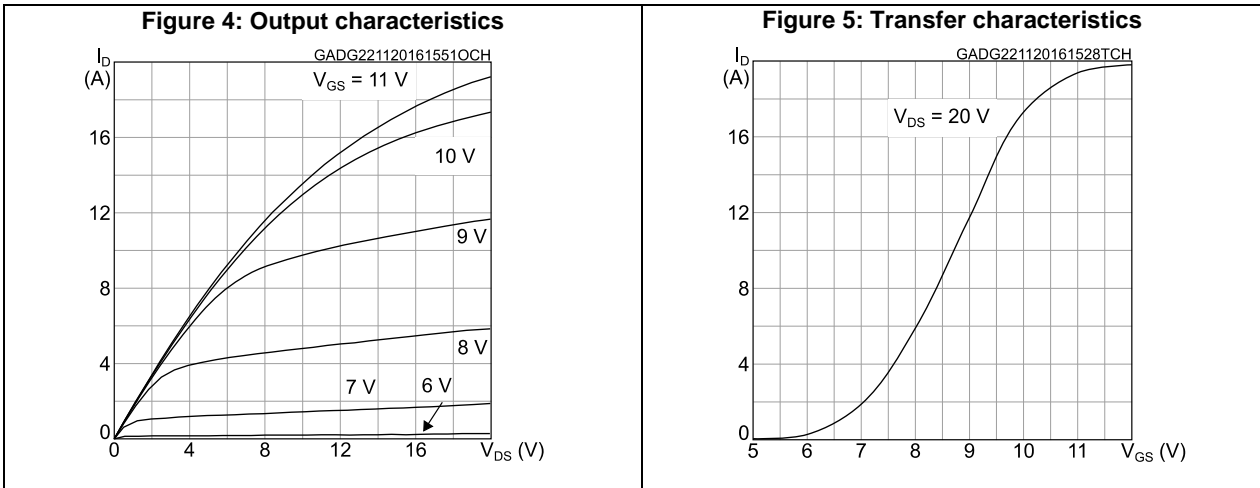 Figure 4: Output characteristics
GADG221120161551OCH
I_D
(A)
V_GS = 11 V
16
10 V
12
9 V
8
8 V
4
7 V
6 V
0
0 4 8 12 16 V_DS (V)
Figure 5: Transfer characteristics
GADG221120161528TCH
I_D
(A)
V_DS = 20 V
16
12
8
4
0
5 6 7 8 9 10 11 V_GS (V)